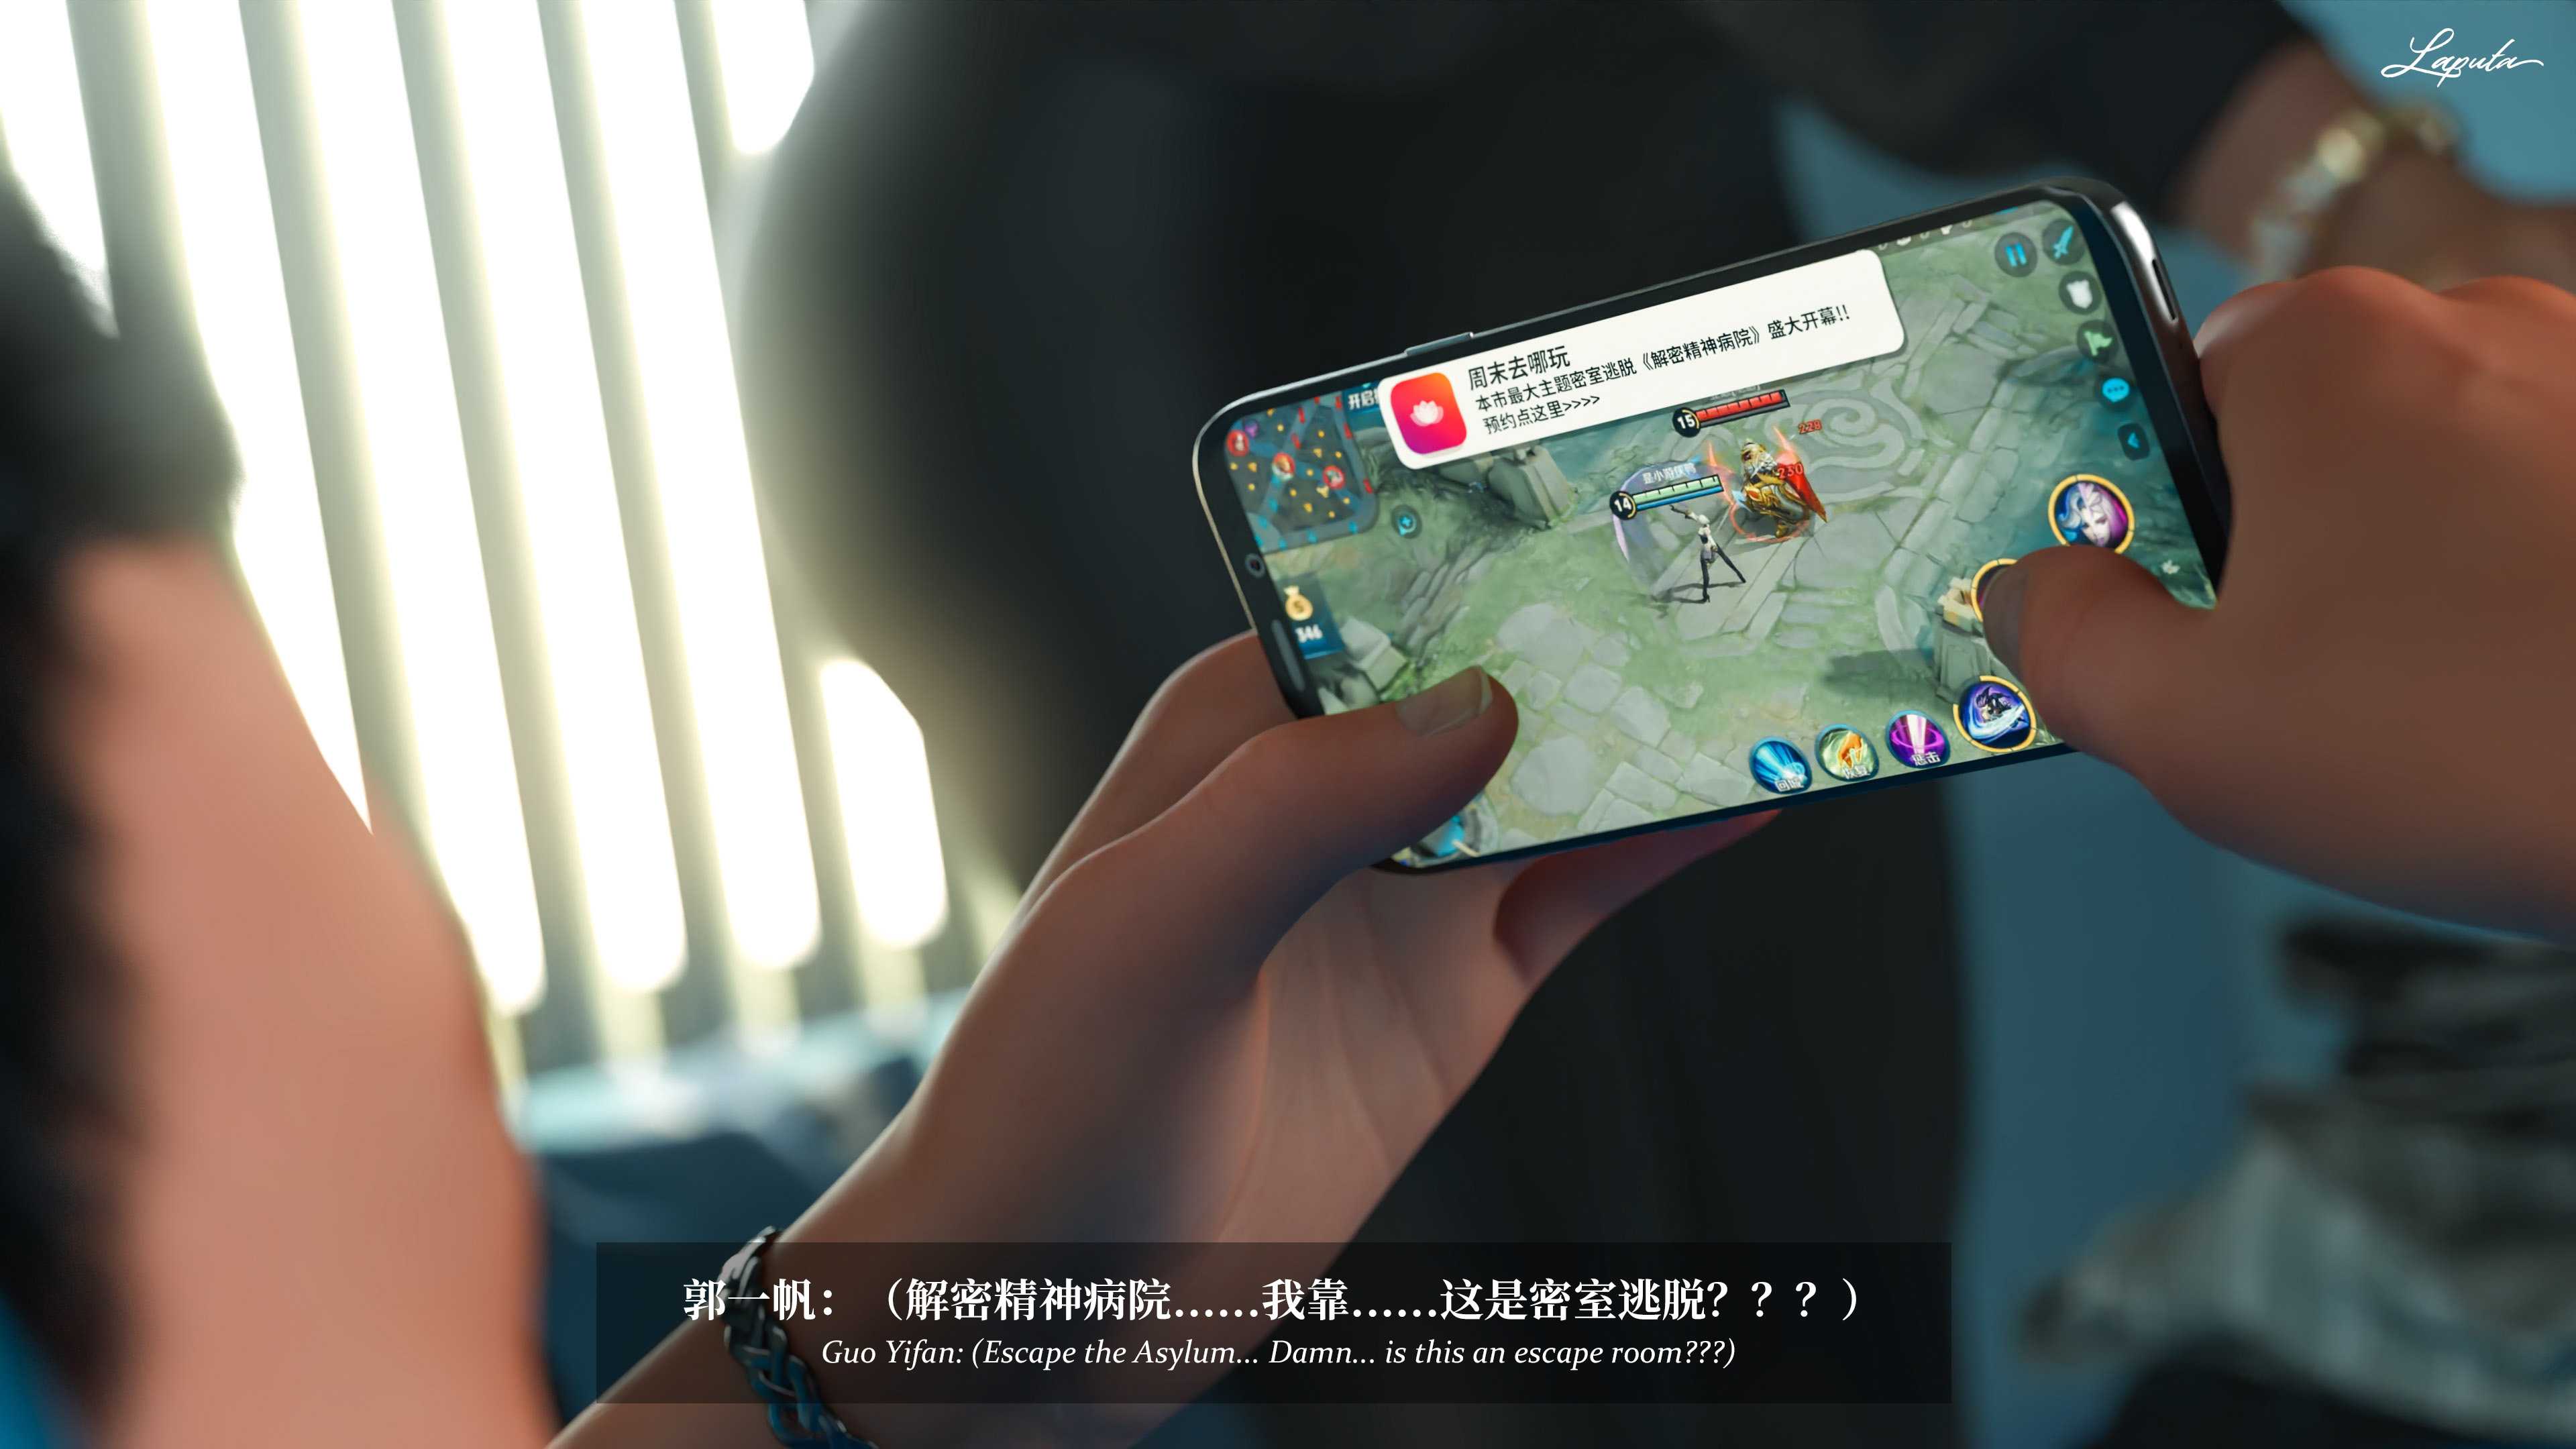 Laputa
周末去哪玩
本市最大主题密室逃脱《解密精神病院》盛大开幕!!
预约点这里>>>>
15
228
230
14
346
回城
恢复
惩击
郭一帆：（解密精神病院......我靠......这是密室逃脱？？？）
Guo Yifan: (Escape the Asylum... Damn... is this an escape room???)